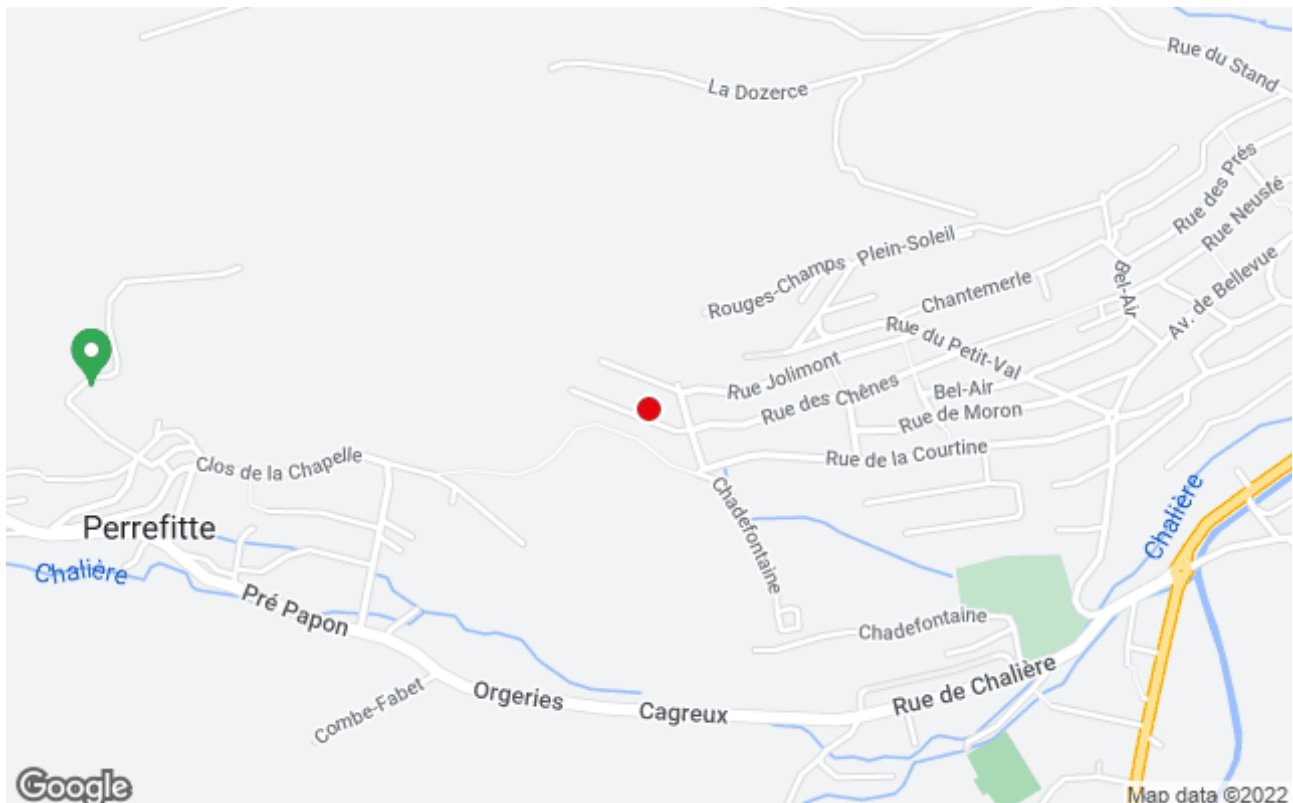 Rue du Stand
La Dozerce
Rue des Prés
Rue Neusté
Plein-Soleil
Rouges-Champs
Bel-Air
Chantemerle
Av. de Bellevue
Rue du Petit-Val
Rue Jolimont
Rue des Chênes
Bel-Air
Rue de Moron
Rue de la Courtine
Clos de la Chapelle
Chadefontaine
Chalière
Perrefitte
Chalière
Pré Papon
Chadefontaine
Rue de Chalière
Combe-Fabet
Orgeries
Cagreux
Google
Map data ©2022